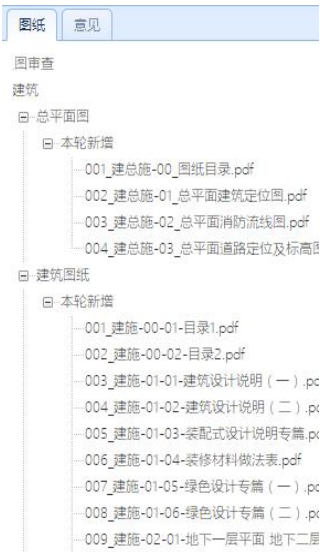 图纸 意见
图审查
建筑
总平面图
本轮新增
001_建总施-00_图纸目录.pdf
002_建总施-01_总平面建筑定位图.pdf
003_建总施-02_总平面消防流线图.pdf
004_建总施-03_总平面道路定位及标高图
建筑图纸
本轮新增
001_建施-00-01-目录1.pdf
002_建施-00-02-目录2.pdf
003_建施-01-01-建筑设计说明（一）.pd
004_建施-01-02-建筑设计说明（二）.pd
005_建施-01-03-装配式设计说明专篇.pd
006_建施-01-04-装修材料做法表.pdf
007_建施-01-05-绿色设计专篇（一）.pd
008_建施-01-06-绿色设计专篇（二）.pd
009_建施-02-01-地下一层平面 地下二层